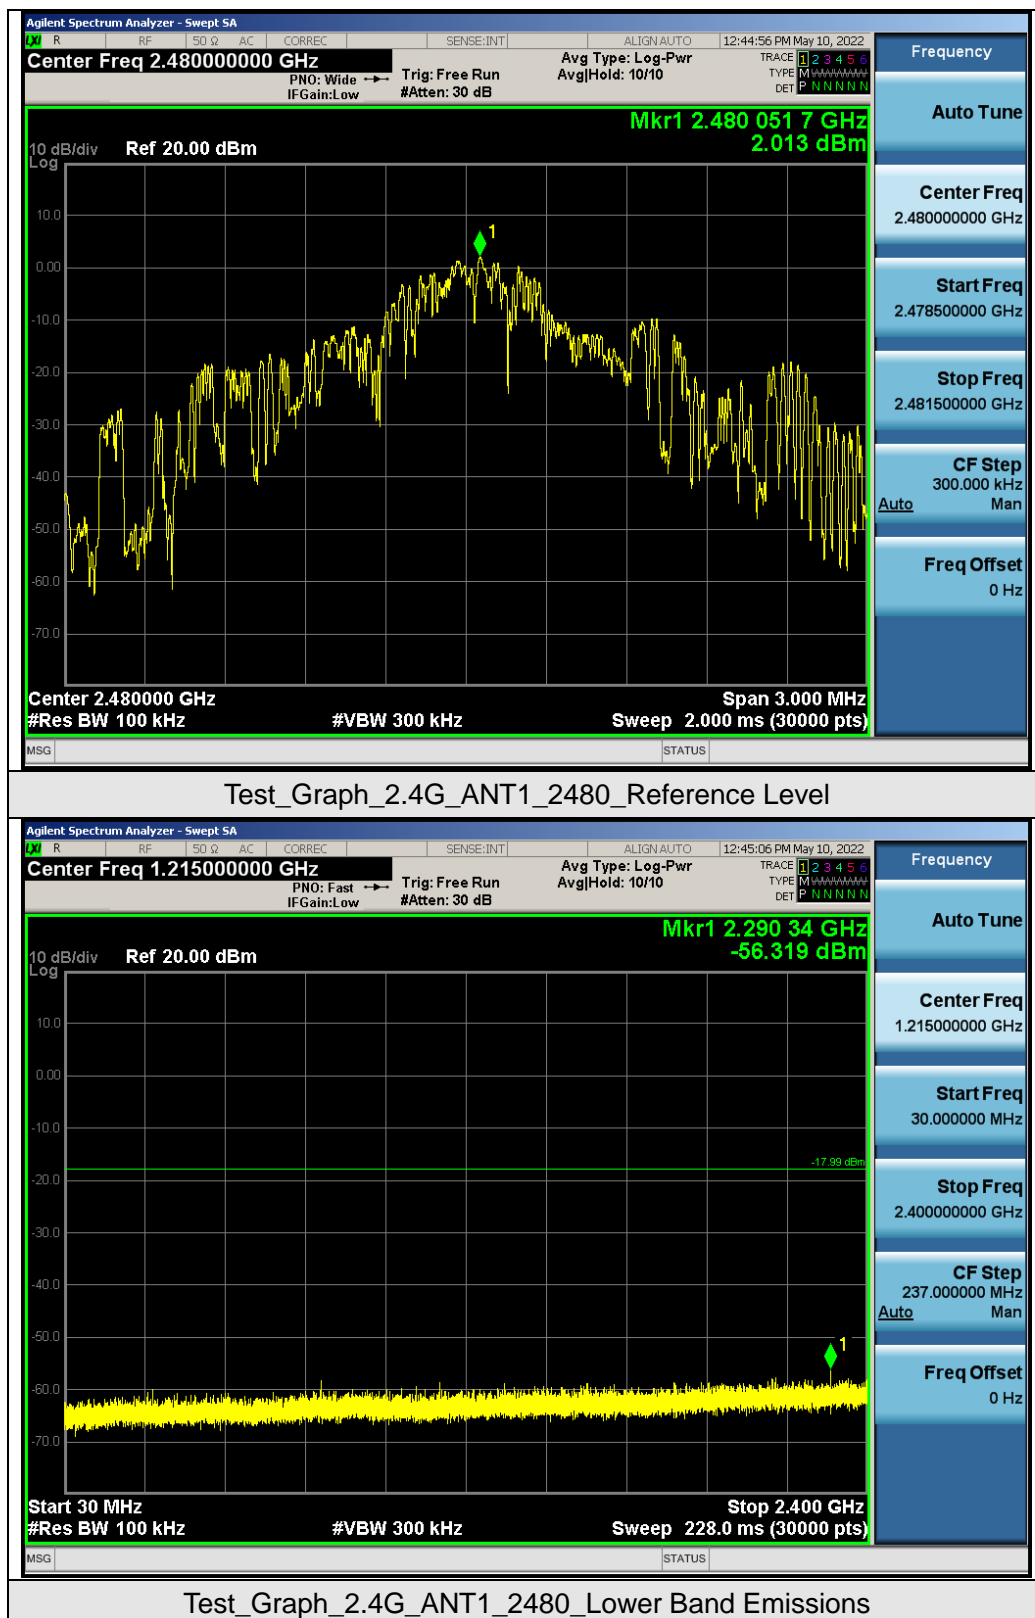 Agilent Spectrum Analyzer - Swept SA
LXI R RF 50 Ω AC CORREC SENSE:INT ALIGN AUTO 12:44:56 PM May 10, 2022
Center Freq 2.480000000 GHz
PNO: Wide
IFGain:Low
Trig: Free Run
#Atten: 30 dB
Avg Type: Log-Pwr
Avg|Hold: 10/10
TRACE 1 2 3 4 5 6
TYPE M WWWWW
DET P N N N N N
Frequency
Auto Tune
Center Freq
2.480000000 GHz
Start Freq
2.478500000 GHz
Stop Freq
2.481500000 GHz
CF Step
300.000 kHz
Auto Man
Freq Offset
0 Hz
Mkr1 2.480 051 7 GHz
2.013 dBm
10 dB/div Ref 20.00 dBm
Log
1
10.0
0.00
-10.0
-20.0
-30.0
-40.0
-50.0
-60.0
-70.0
Center 2.480000 GHz Span 3.000 MHz
#Res BW 100 kHz #VBW 300 kHz Sweep 2.000 ms (30000 pts)
MSG STATUS
Test_Graph_2.4G_ANT1_2480_Reference Level
Agilent Spectrum Analyzer - Swept SA
LXI R RF 50 Ω AC CORREC SENSE:INT ALIGN AUTO 12:45:06 PM May 10, 2022
Center Freq 1.215000000 GHz
PNO: Fast
IFGain:Low
Trig: Free Run
#Atten: 30 dB
Avg Type: Log-Pwr
Avg|Hold: 10/10
TRACE 1 2 3 4 5 6
TYPE M WWWWW
DET P N N N N N
Frequency
Auto Tune
Center Freq
1.215000000 GHz
Start Freq
30.000000 MHz
Stop Freq
2.400000000 GHz
CF Step
237.000000 MHz
Auto Man
Freq Offset
0 Hz
Mkr1 2.290 34 GHz
-56.319 dBm
10 dB/div Ref 20.00 dBm
Log
10.0
0.00
-10.0
-17.99 dBm
-20.0
-30.0
-40.0
-50.0
1
-60.0
-70.0
Start 30 MHz Stop 2.400 GHz
#Res BW 100 kHz #VBW 300 kHz Sweep 228.0 ms (30000 pts)
MSG STATUS
Test_Graph_2.4G_ANT1_2480_Lower Band Emissions